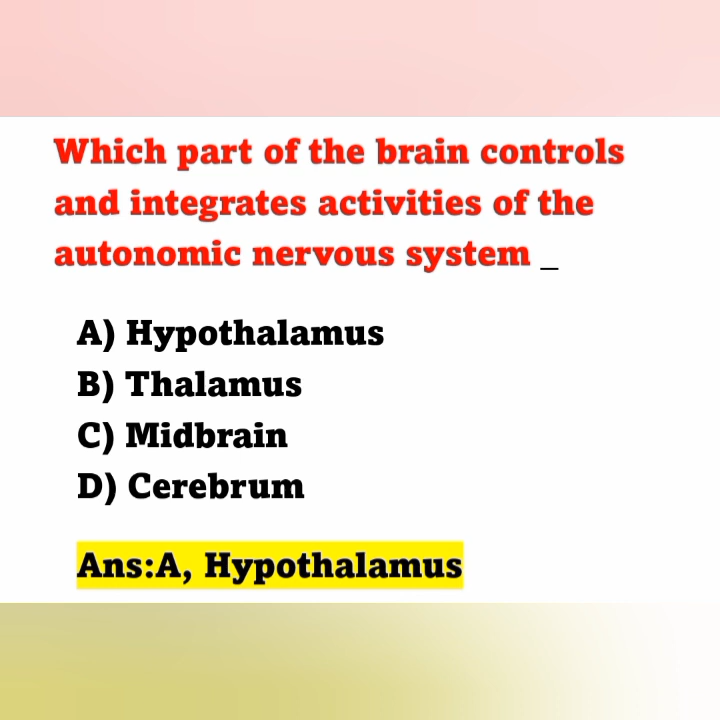 Which part of the brain controls
and integrates activities of the
autonomic nervous system _
A) Hypothalamus
B) Thalamus
C) Midbrain
D) Cerebrum
Ans:A, Hypothalamus